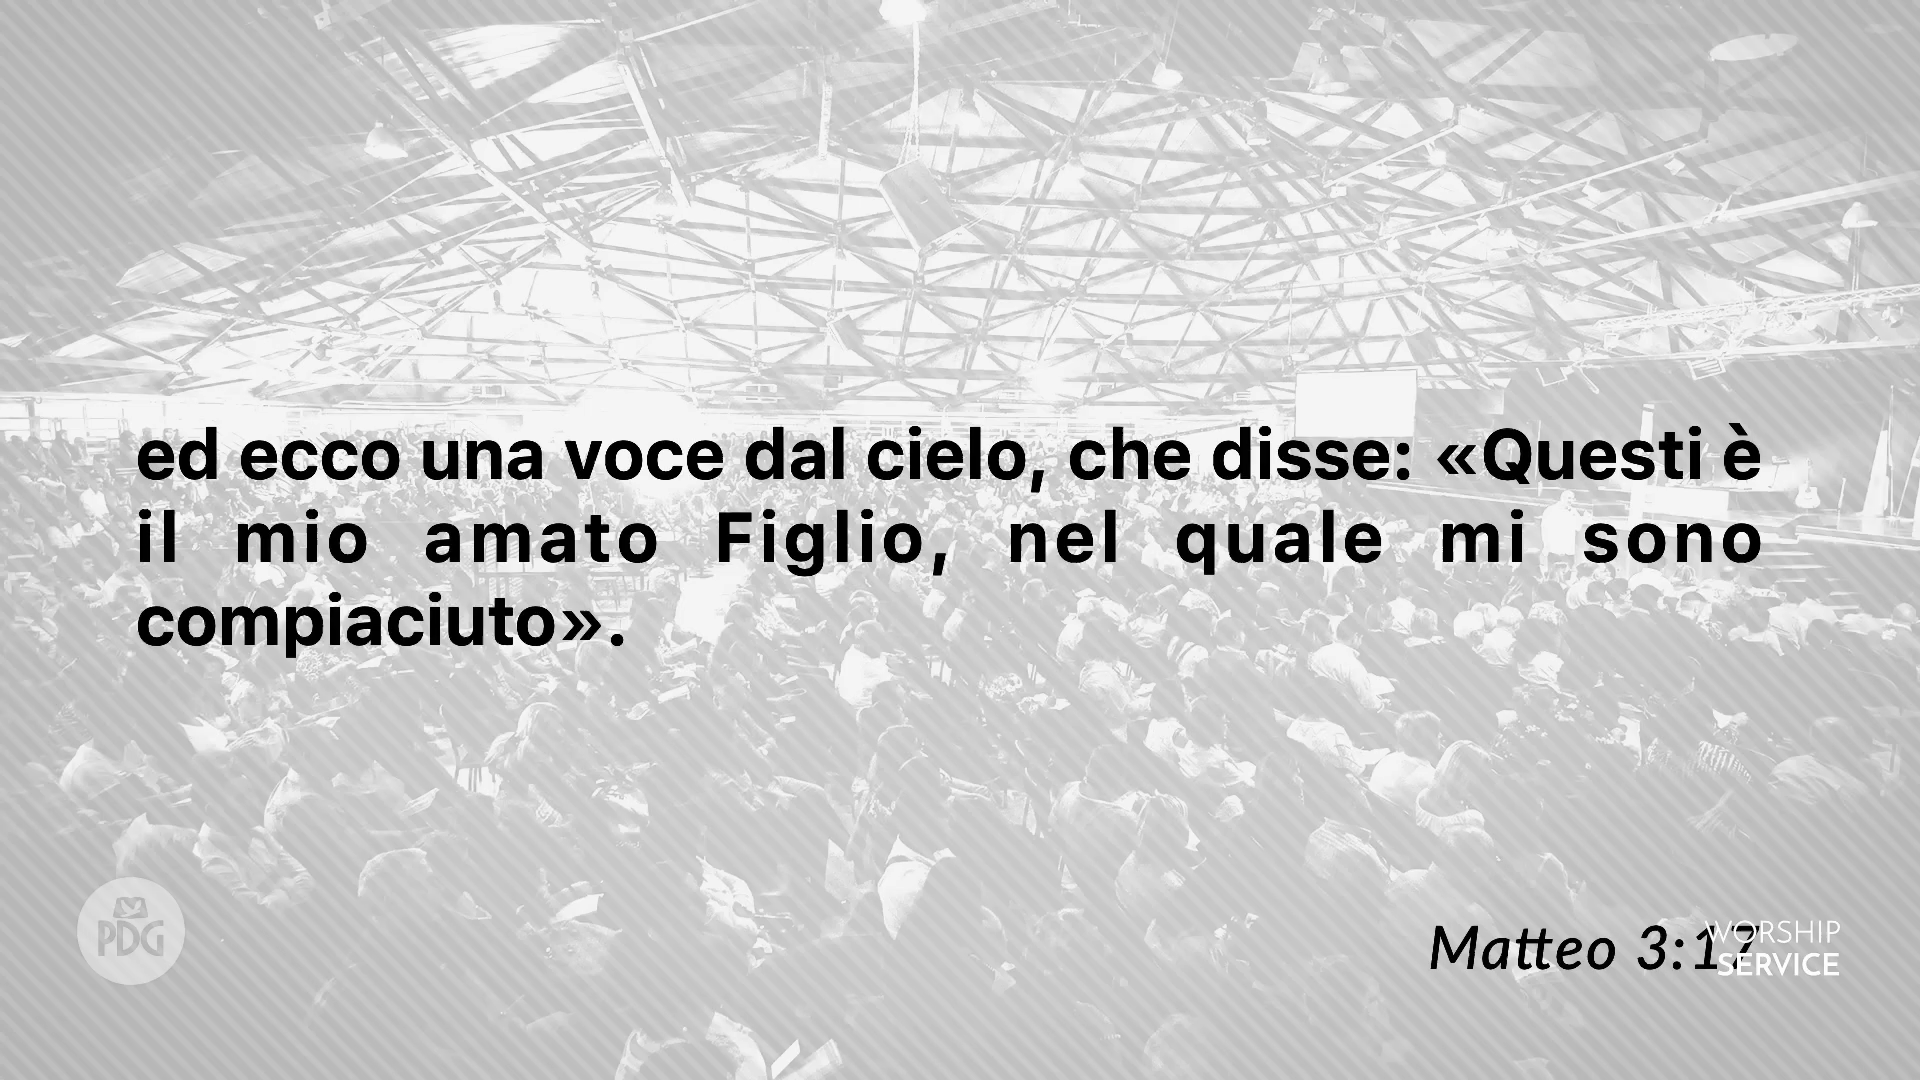 ed ecco una voce dal cielo, che disse: «Questi è
il mio amato Figlio, nel quale mi sono
compiaciuto».
PDG
Matteo 3:17
WORSHIP
SERVICE